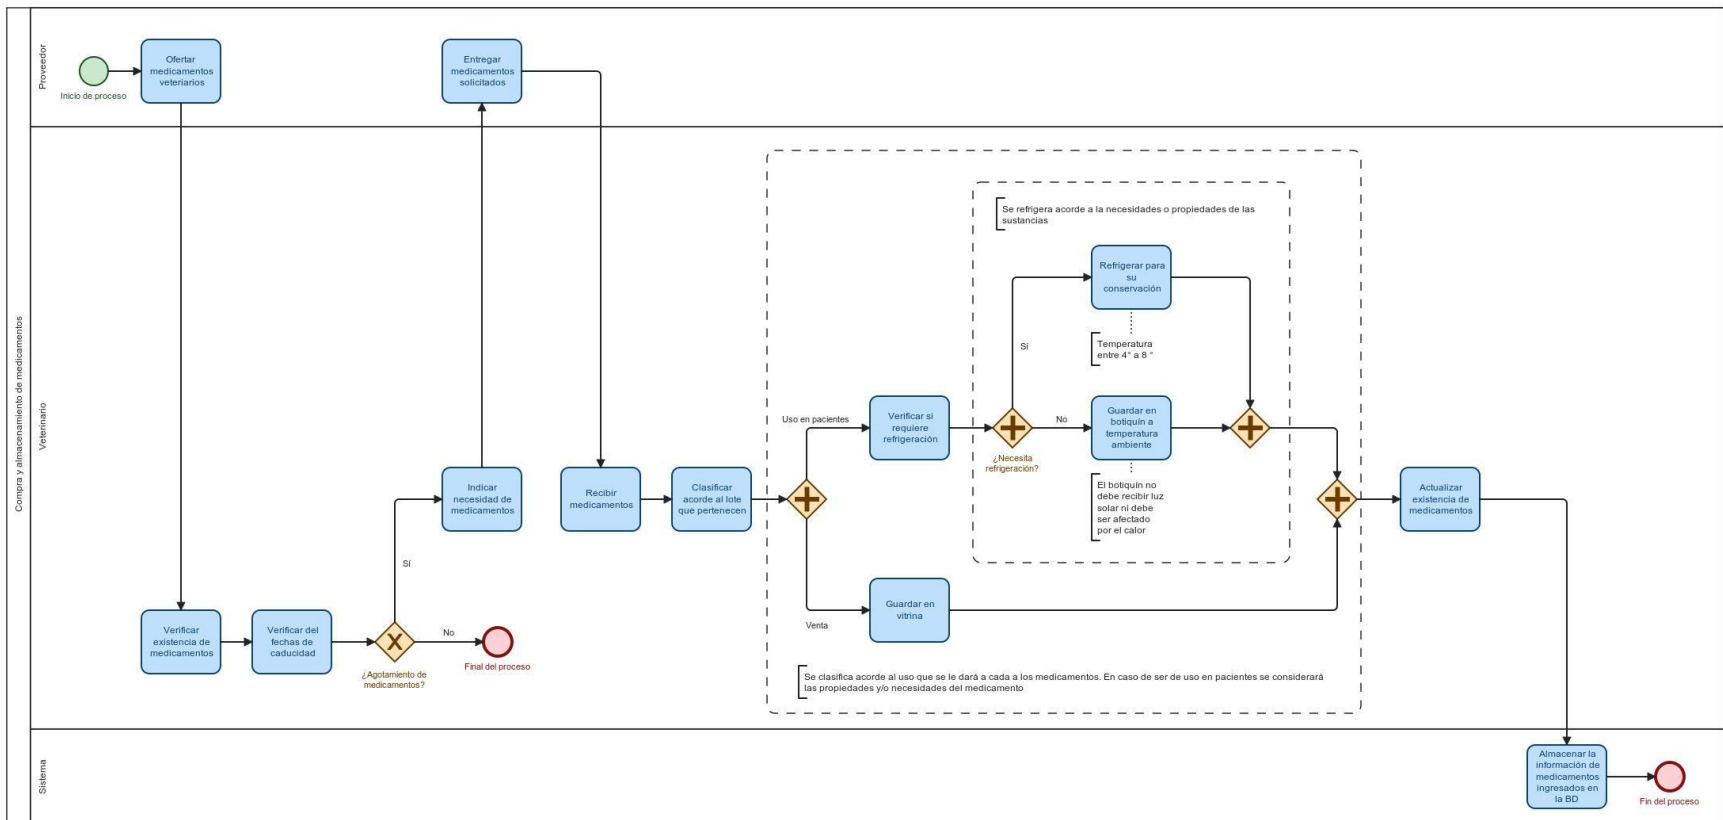 Compra y almacenamiento de medicamentos
Proveedor
Inicio de proceso
Ofertar
medicamentos
veteriarios
Entregar
medicamentos
solicitados
Veterinario
Verificar
existencia de
medicamentos
Verificar del
fechas de
caducidad
¿Agotamiento de
medicamentos?
Sí
No
Final del proceso
Indicar
necesidad de
medicamentos
Recibir
medicamentos
Clasificar
acorde al lote
que pertenecen
Uso en pacientes
Venta
Verificar si
requiere
refrigeración
¿Necesita
refrigeración?
Sí
No
Se refrigera acorde a la necesidades o propiedades de las
sustancias
Refrigerar para
su
conservación
Temperatura
entre 4° a 8 °
Guardar en
botiquín a
temperatura
ambiente
El botiquín no
debe recibir luz
solar ni debe
ser afectado
por el calor
Guardar en
vitrina
Se clasifica acorde al uso que se le dará a cada a los medicamentos. En caso de ser de uso en pacientes se considerará
las propiedades y/o necesidades del medicamento
Actualizar
existencia de
medicamentos
Sistema
Almacenar la
información de
medicamentos
ingresados en
la BD
Fin del proceso